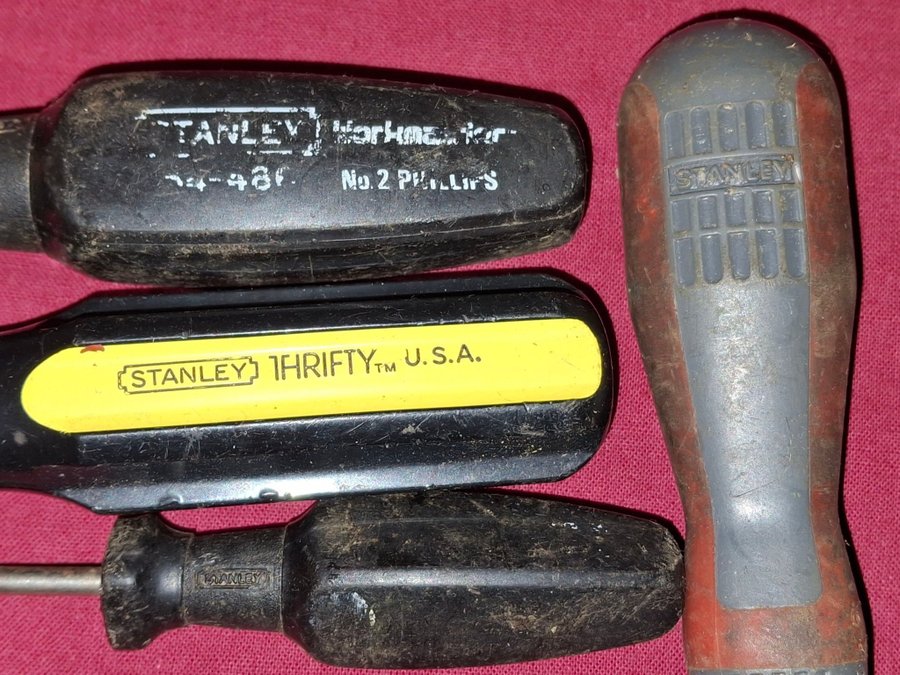 STANLEY Workmaster
No.2 PHILLIPS
STANLEY THRIFTY™ U.S.A.
STANLEY
STANLEY